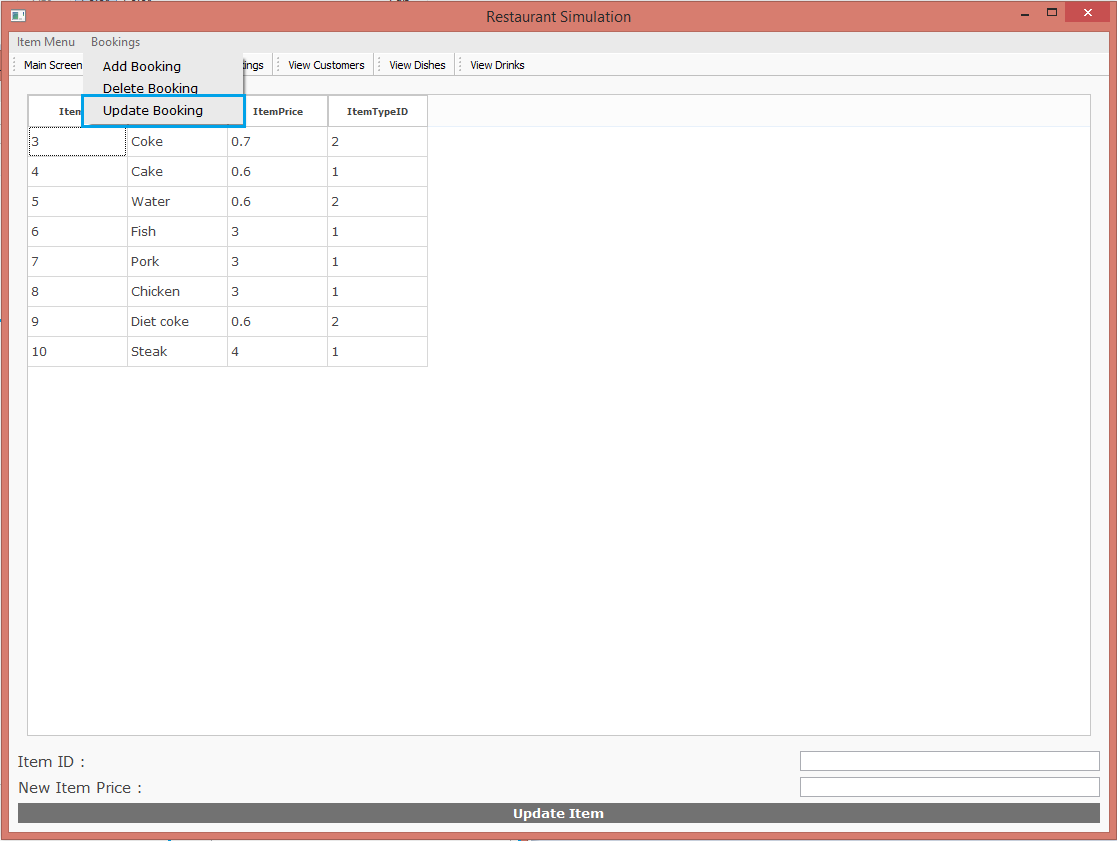 Restaurant Simulation
Item Menu Bookings
Main Screen ings View Customers View Dishes View Drinks
Add Booking
Delete Booking
Update Booking
Item ItemPrice ItemTypeID
3 Coke 0.7 2
4 Cake 0.6 1
5 Water 0.6 2
6 Fish 3 1
7 Pork 3 1
8 Chicken 3 1
9 Diet coke 0.6 2
10 Steak 4 1
Item ID :
New Item Price :
Update Item